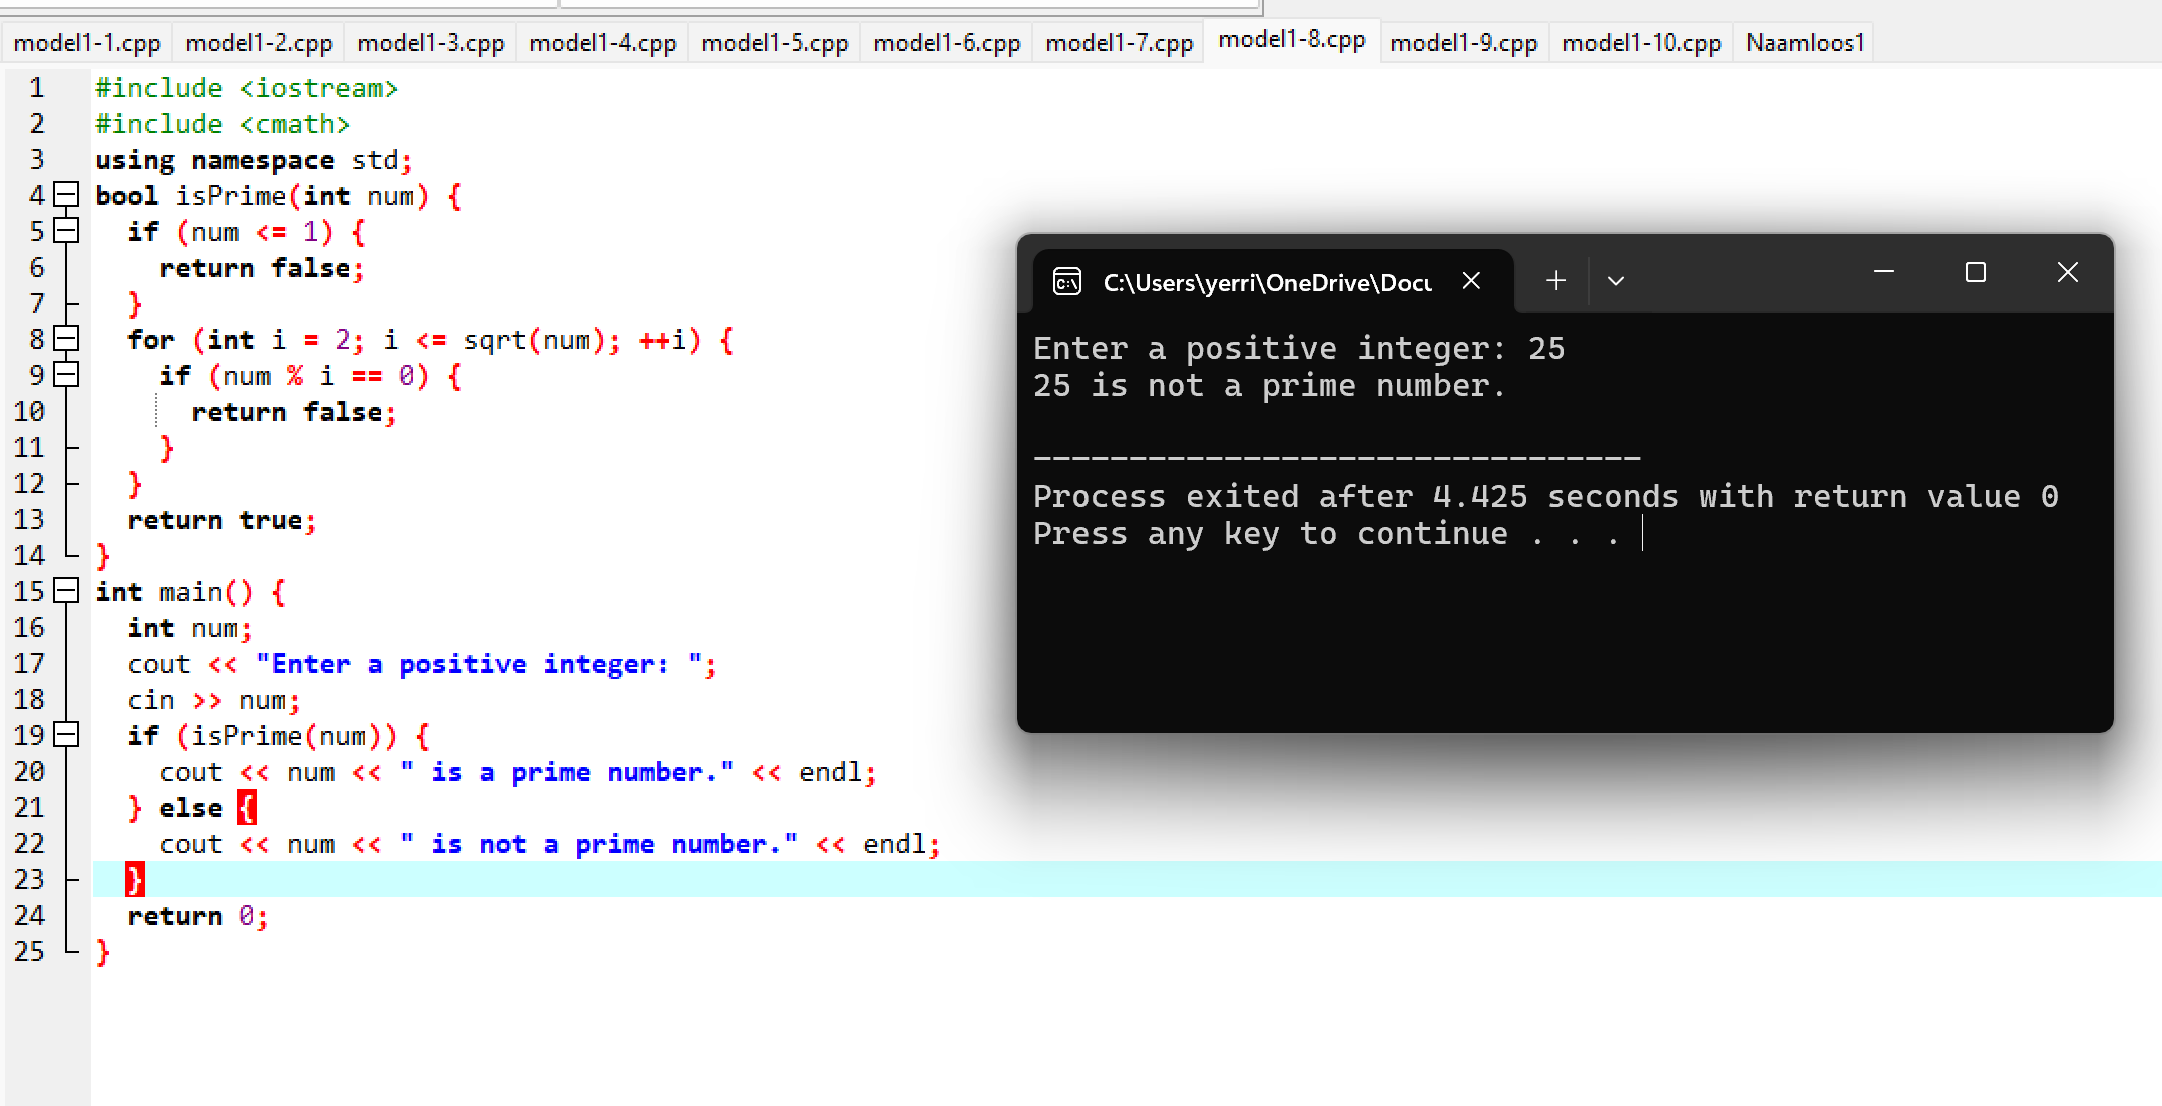 model1-1.cpp model1-2.cpp model1-3.cpp model1-4.cpp model1-5.cpp model1-6.cpp model1-7.cpp model1-8.cpp model1-9.cpp model1-10.cpp Naamloos1
1 #include <iostream>
2 #include <cmath>
3 using namespace std;
4 bool isPrime(int num) {
5   if (num <= 1) {
6     return false;
7   }
8   for (int i = 2; i <= sqrt(num); ++i) {
9     if (num % i == 0) {
10       return false;
11     }
12   }
13   return true;
14 }
15 int main() {
16   int num;
17   cout << "Enter a positive integer: ";
18   cin >> num;
19   if (isPrime(num)) {
20     cout << num << " is a prime number." << endl;
21   } else {
22     cout << num << " is not a prime number." << endl;
23   }
24   return 0;
25 }
C:\Users\yerri\OneDrive\Docu
Enter a positive integer: 25
25 is not a prime number.
--------------------------------
Process exited after 4.425 seconds with return value 0
Press any key to continue . . .